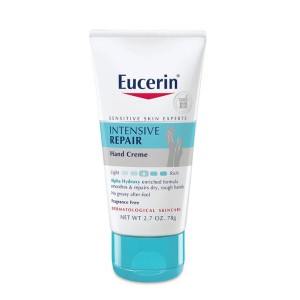 Eucerin®
SENSITIVE SKIN EXPERTS
INTENSIVE
REPAIR
Hand Creme
Light Rich
Alpha Hydroxy enriched formula
smoothes & repairs dry, rough hands
No greasy after-feel
Fragrance Free
DERMATOLOGICAL SKINCARE
NET WT 2.7 OZ. 78g